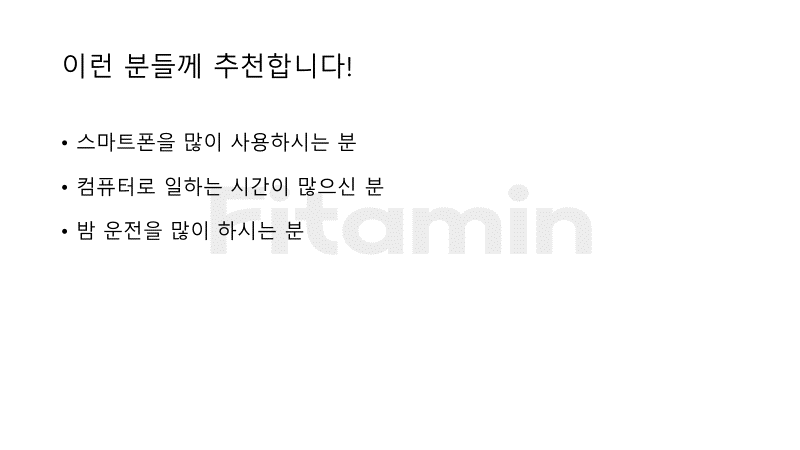 이런 분들께 추천합니다!
• 스마트폰을 많이 사용하시는 분
• 컴퓨터로 일하는 시간이 많으신 분
• 밤 운전을 많이 하시는 분
Fitamin